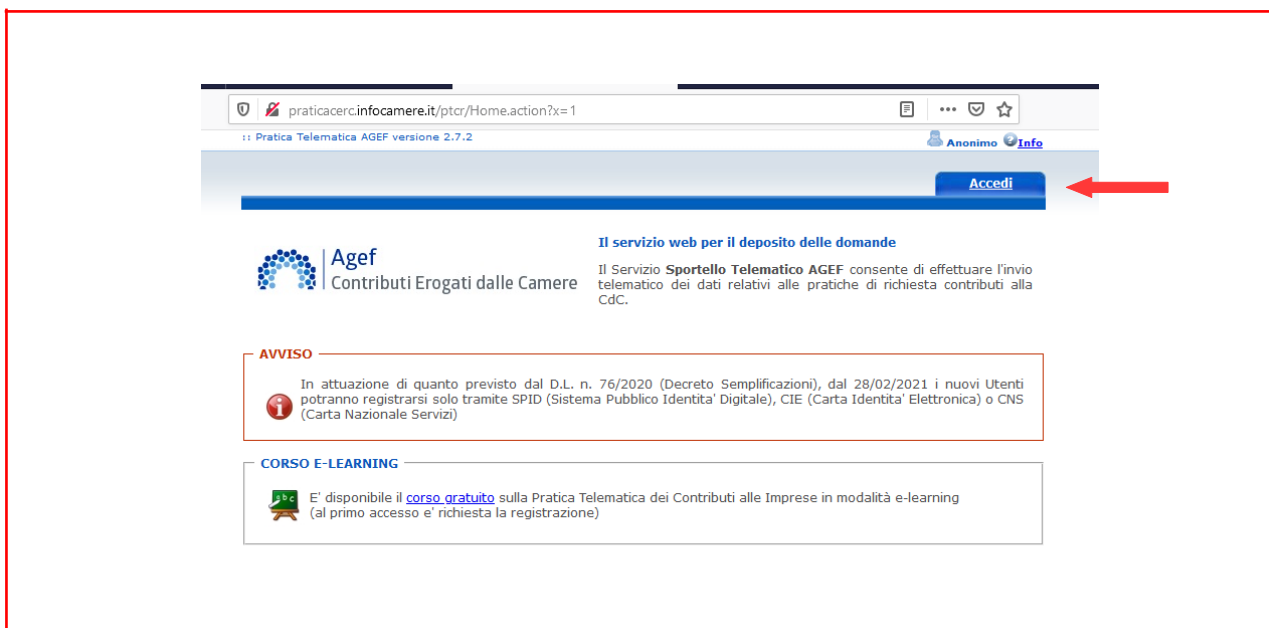 praticacerc.infocamere.it/ptcr/Home.action?x=1
:: Pratica Telematica AGEF versione 2.7.2
Anonimo Info
Accedi
Agef
Contributi Erogati dalle Camere
Il servizio web per il deposito delle domande
Il Servizio Sportello Telematico AGEF consente di effettuare l'invio
telematico dei dati relativi alle pratiche di richiesta contributi alla
CdC.
AVVISO
In attuazione di quanto previsto dal D.L. n. 76/2020 (Decreto Semplificazioni), dal 28/02/2021 i nuovi Utenti
potranno registrarsi solo tramite SPID (Sistema Pubblico Identita' Digitale), CIE (Carta Identita' Elettronica) o CNS
(Carta Nazionale Servizi)
CORSO E-LEARNING
abc
E' disponibile il corso gratuito sulla Pratica Telematica dei Contributi alle Imprese in modalità e-learning
(al primo accesso e' richiesta la registrazione)